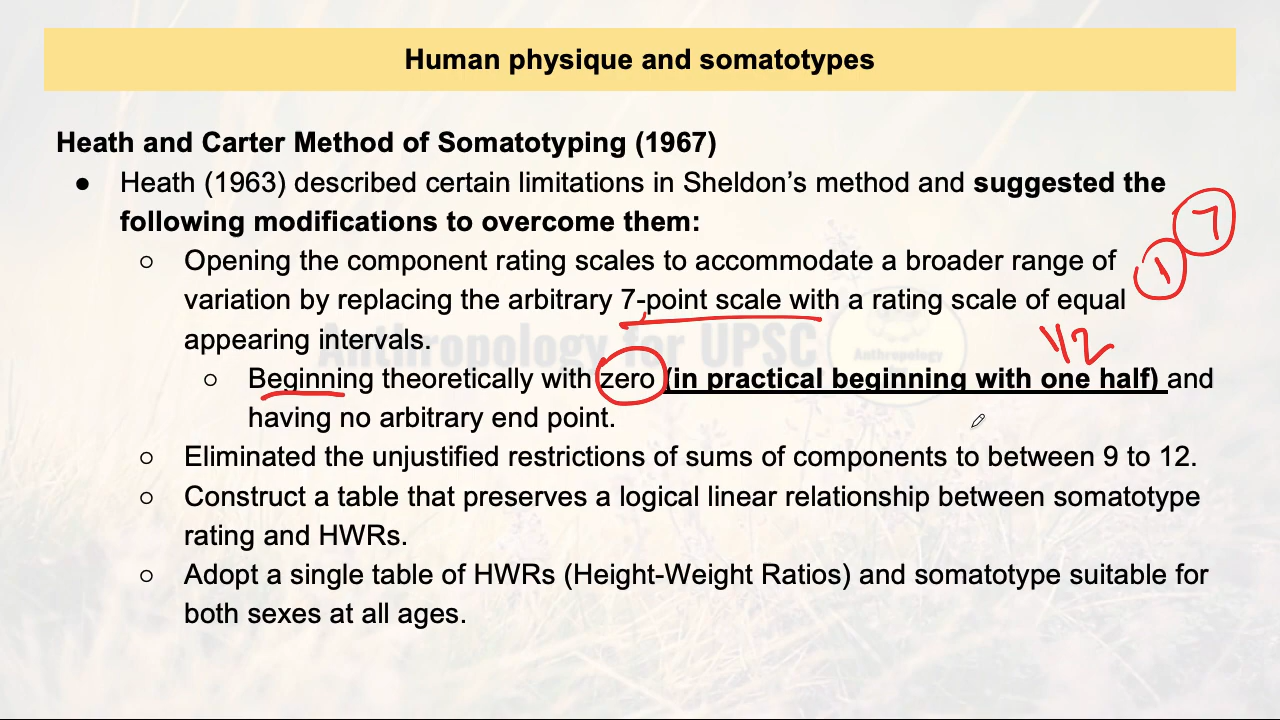 Human physique and somatotypes
Heath and Carter Method of Somatotyping (1967)
● Heath (1963) described certain limitations in Sheldon’s method and suggested the
following modifications to overcome them:
7
○ Opening the component rating scales to accommodate a broader range of
1
variation by replacing the arbitrary 7-point scale with a rating scale of equal
appearing intervals.
Anthropology for UPSC
Anthropology
1/2
○ Beginning theoretically with zero (in practical beginning with one half) and
having no arbitrary end point.
○ Eliminated the unjustified restrictions of sums of components to between 9 to 12.
○ Construct a table that preserves a logical linear relationship between somatotype
rating and HWRs.
○ Adopt a single table of HWRs (Height-Weight Ratios) and somatotype suitable for
both sexes at all ages.